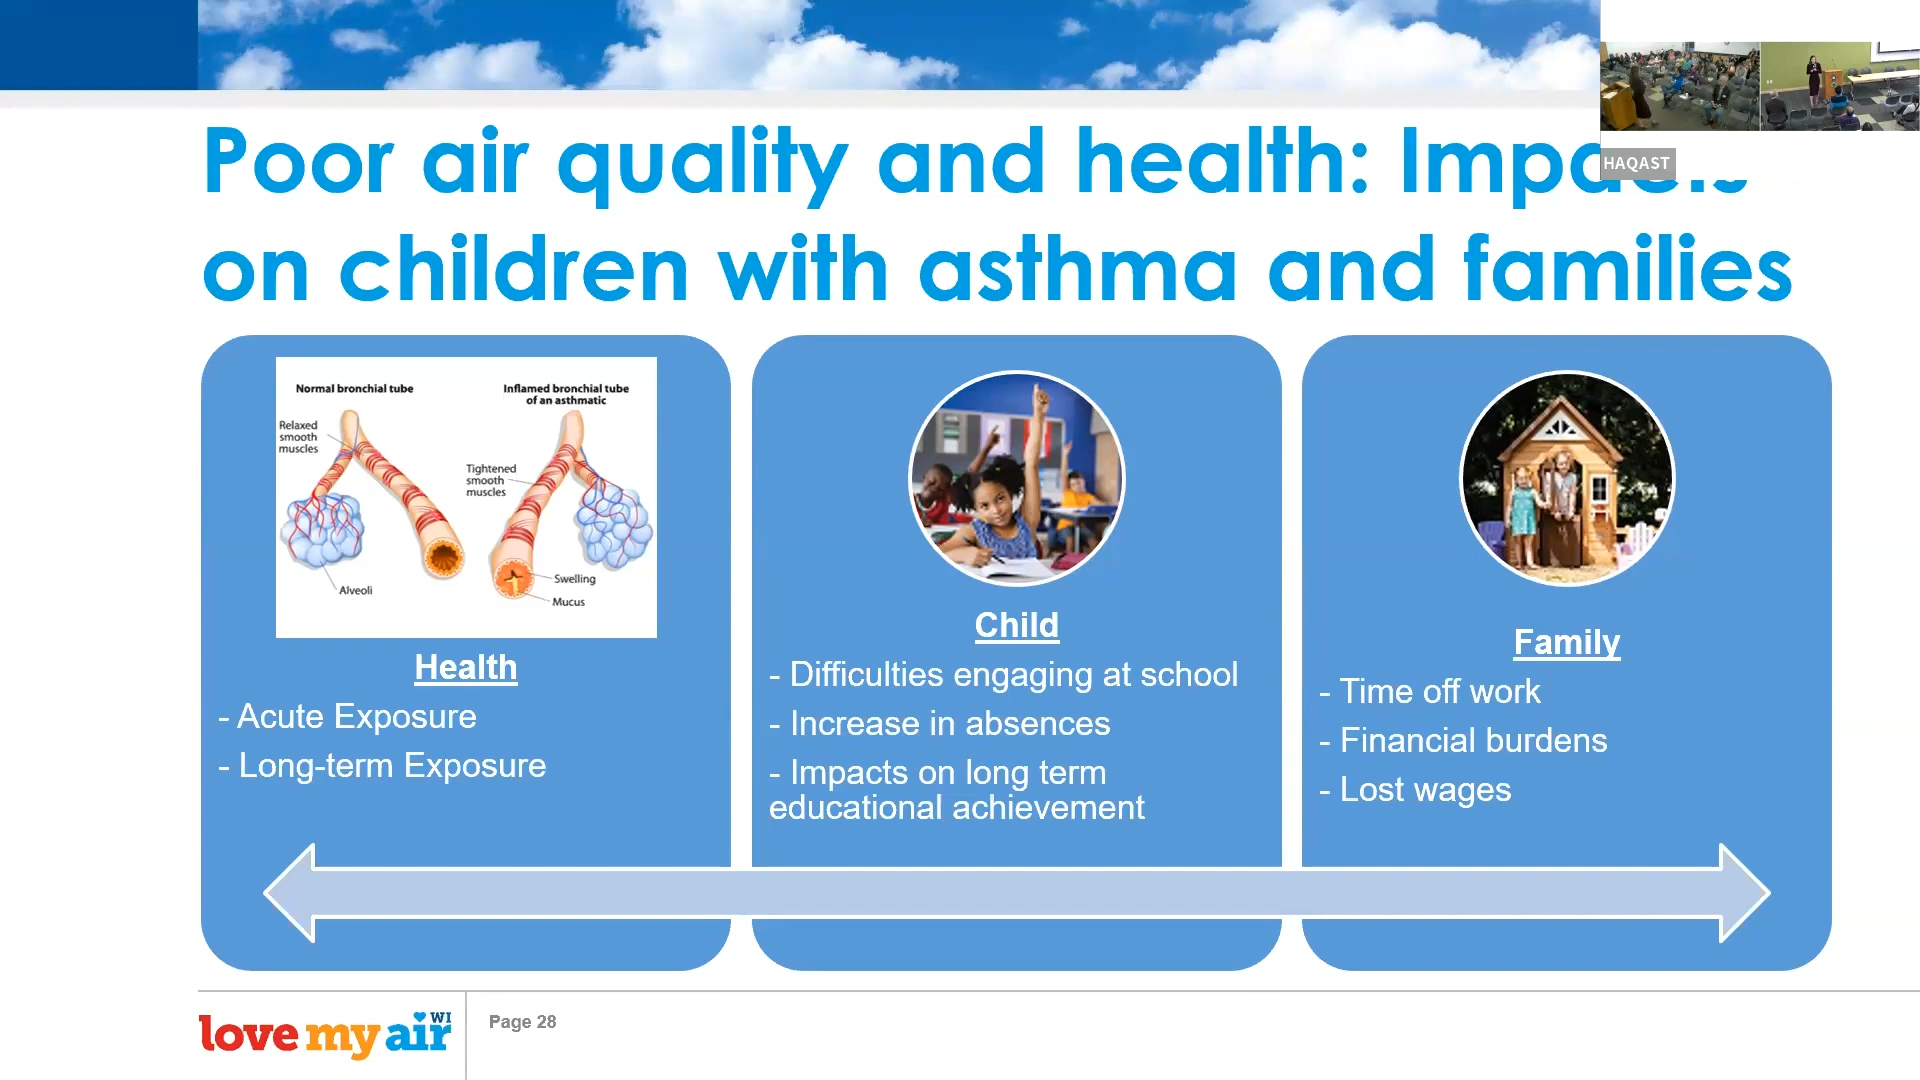 HAQAST
Poor air quality and health: Impacts
on children with asthma and families
Normal bronchial tube
Inflamed bronchial tube
of an asthmatic
Relaxed
smooth
muscles
Tightened
smooth
muscles
Alveoli
Swelling
Mucus
Health
- Acute Exposure
- Long-term Exposure
Child
- Difficulties engaging at school
- Increase in absences
- Impacts on long term
educational achievement
Family
- Time off work
- Financial burdens
- Lost wages
love my air WI
Page 28